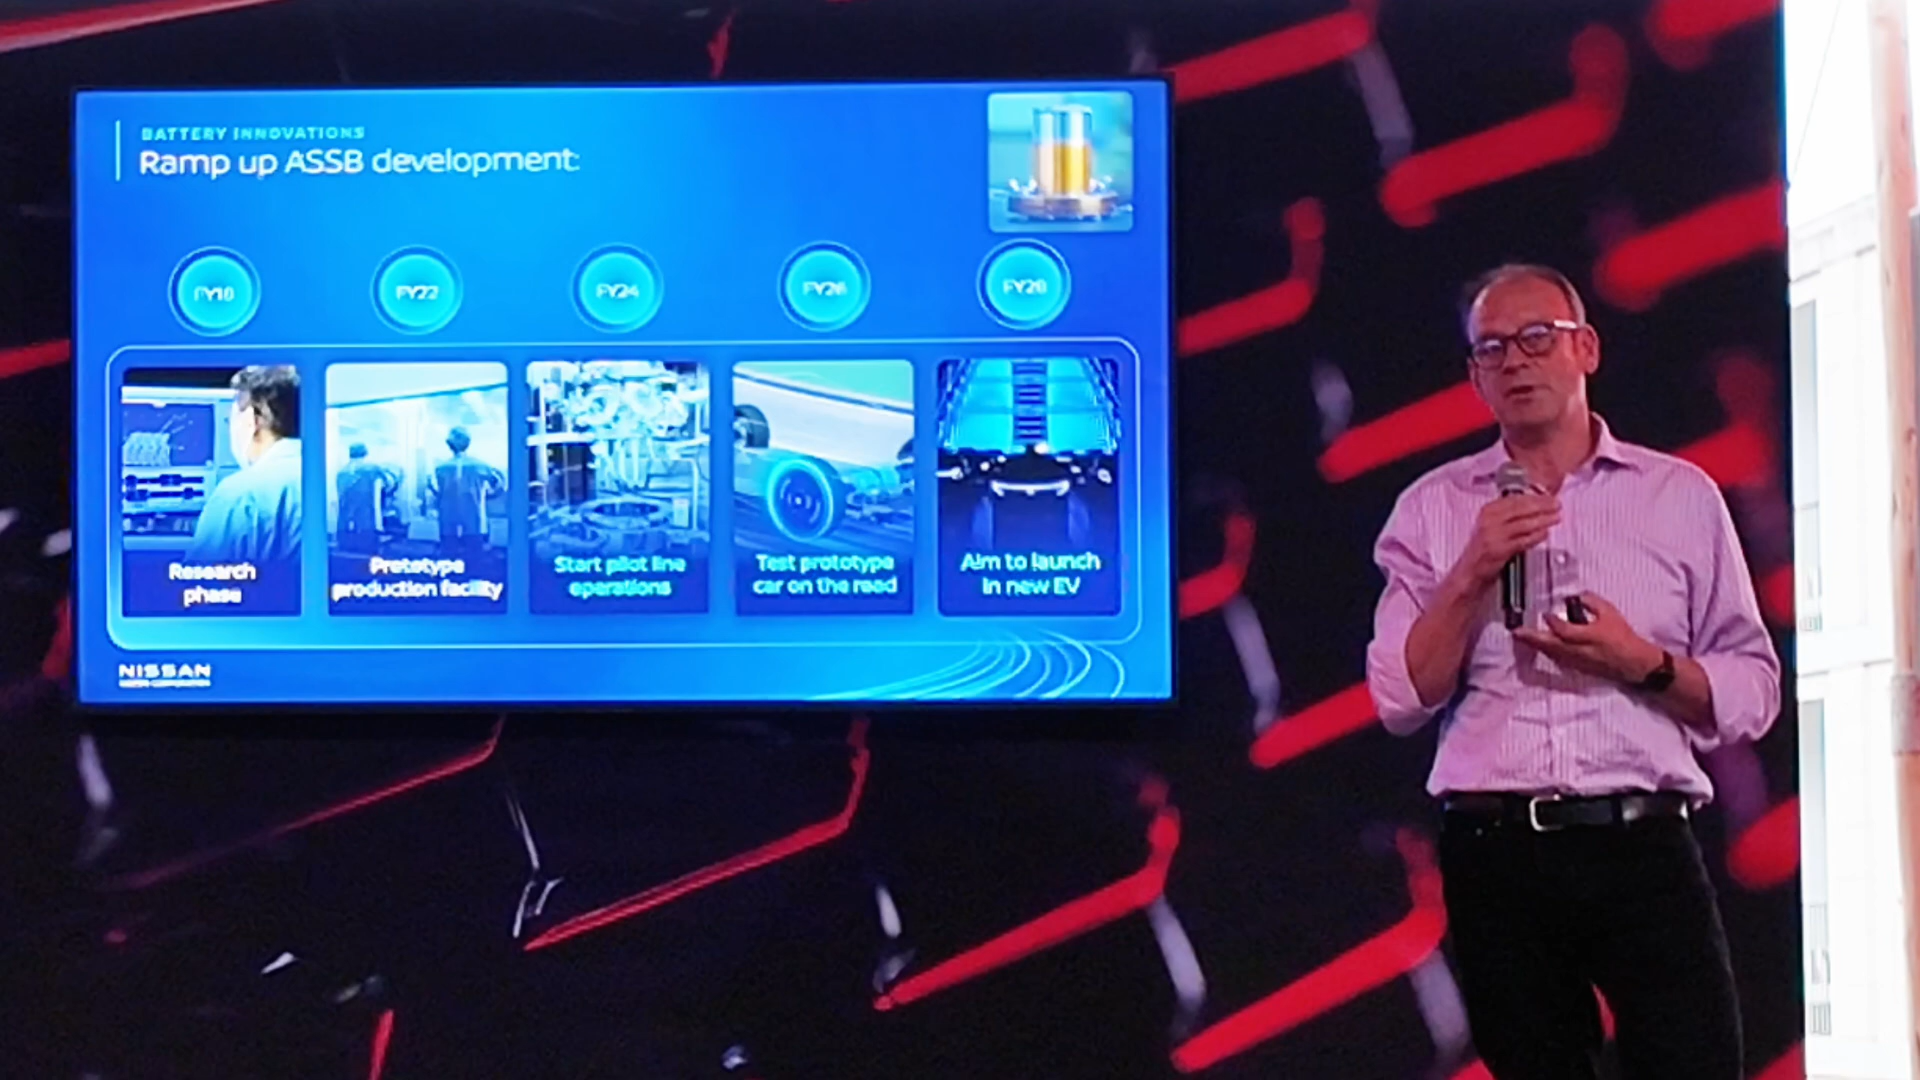 BATTERY INNOVATIONS
Ramp up ASSB development:
FY18
FY22
FY24
FY26
FY28
Research
phase
Prototype
production facility
Start pilot line
operations
Test prototype
car on the road
Aim to launch
in new EV
NISSAN